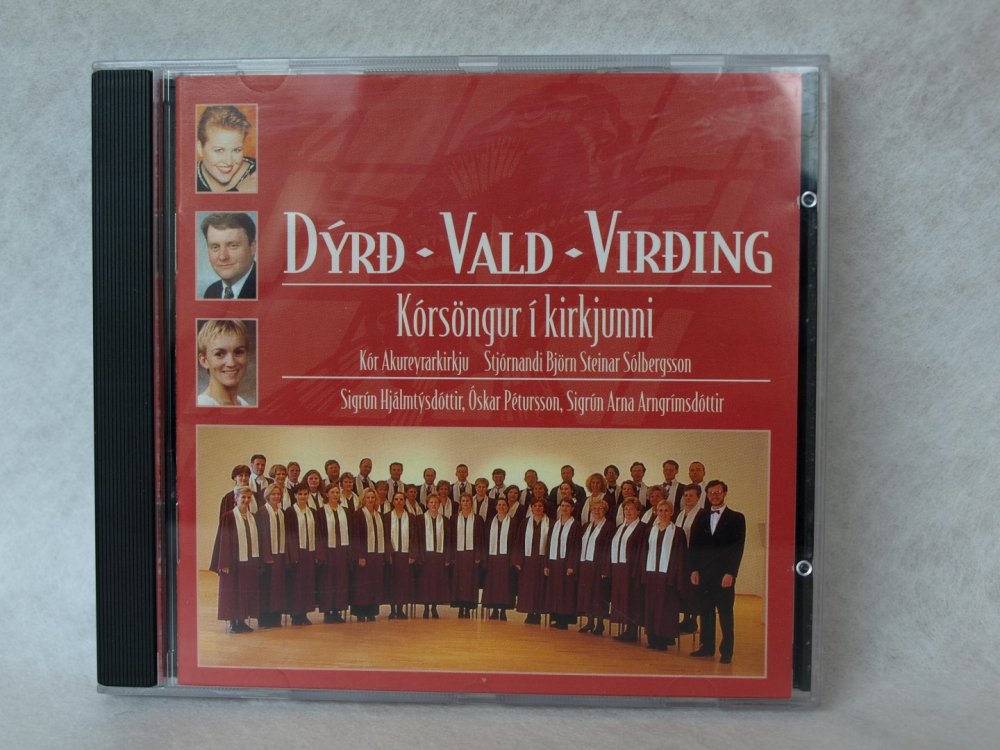 DÝRÐ - VALD - VIRÐING
Kórsöngur í kirkjunni
Kór Akureyrarkirkju Stjórnandi Björn Steinar Sólbergsson
Sigrún Hjálmtýsdóttir, Óskar Pétursson, Sigrún Arna Arngrímsdóttir